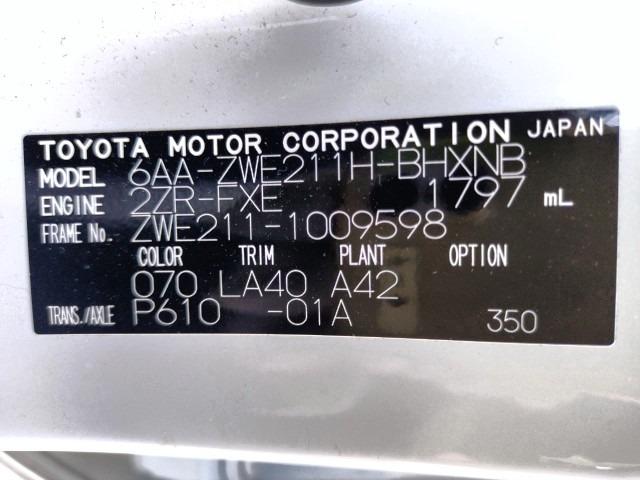 TOYOTA MOTOR CORPORATION JAPAN
MODEL 6AA-ZWE211H-BHXNB
ENGINE 2ZR-FXE 1797 mL
FRAME No. ZWE211-1009598
COLOR TRIM PLANT OPTION
070 LA40 A42
TRANS./AXLE P610 -01A 350